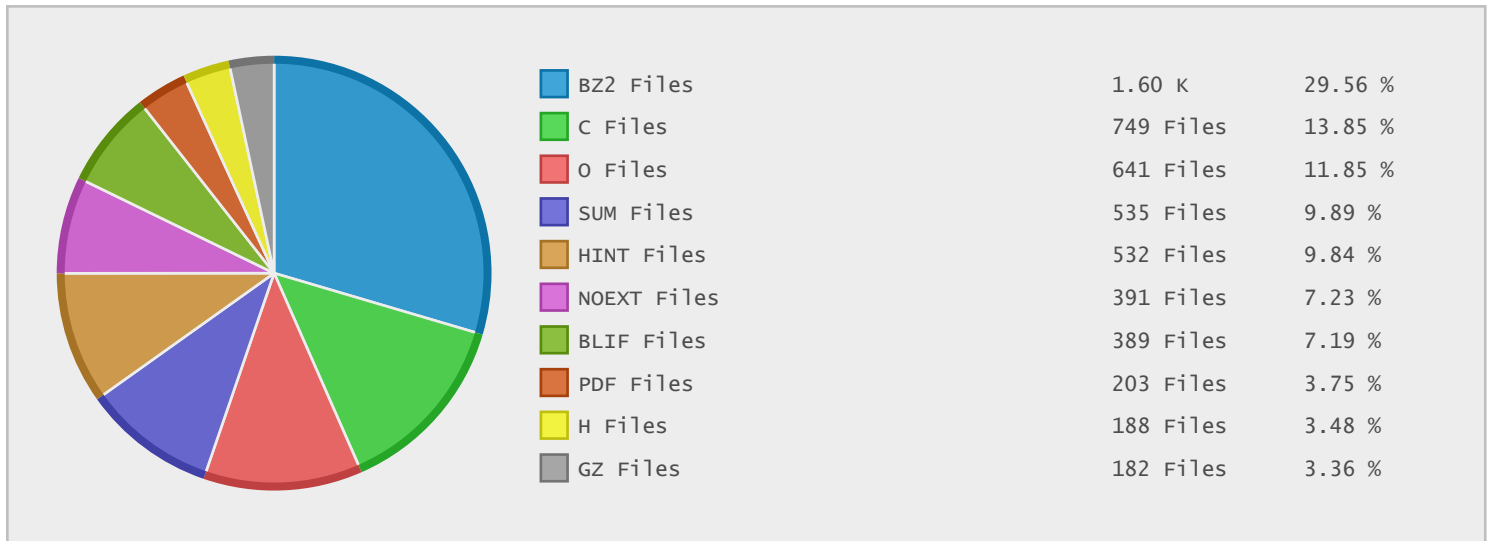 BZ2 Files 1.60 K 29.56 %
C Files 749 Files 13.85 %
O Files 641 Files 11.85 %
SUM Files 535 Files 9.89 %
HINT Files 532 Files 9.84 %
NOEXT Files 391 Files 7.23 %
BLIF Files 389 Files 7.19 %
PDF Files 203 Files 3.75 %
H Files 188 Files 3.48 %
GZ Files 182 Files 3.36 %